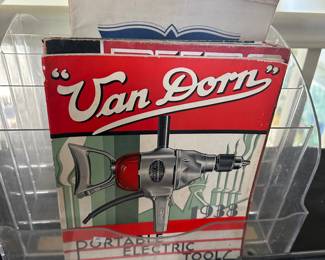 "Van Dorn"
1938
PORTABLE
ELECTRIC
TOOLS